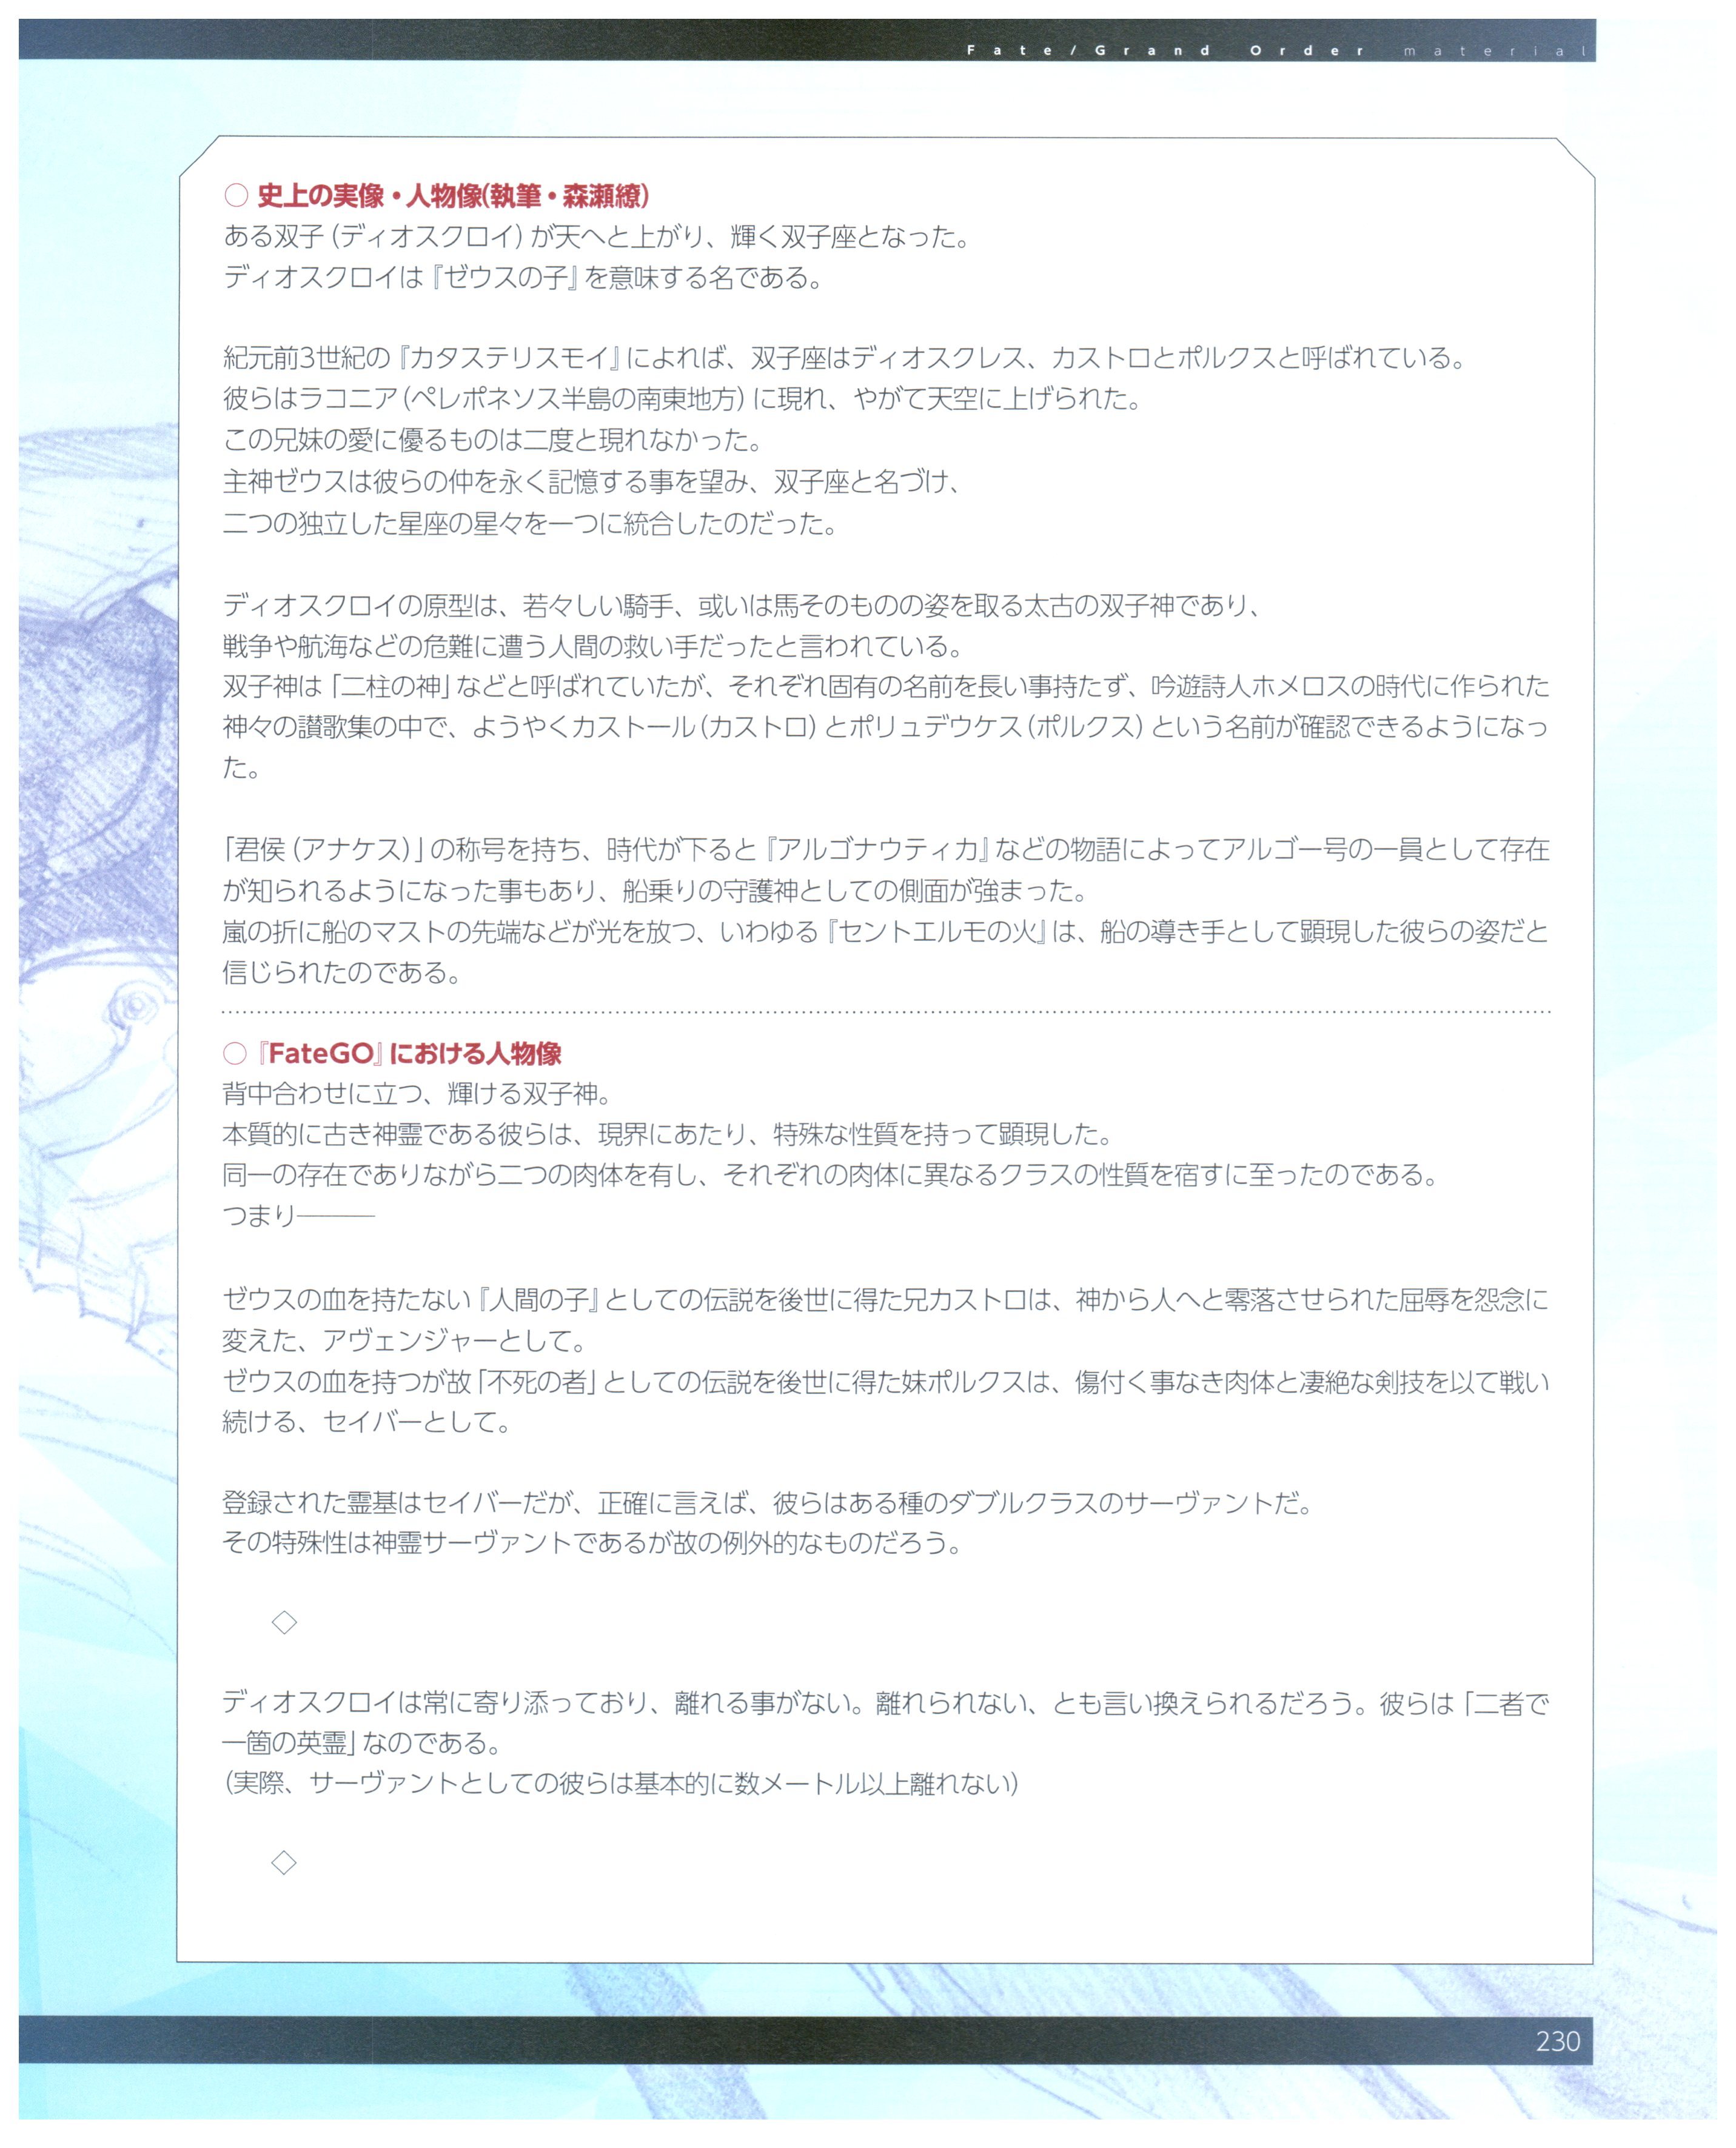 Fate/Grand Order material
○ 史上の実像・人物像(執筆・森瀬繚)
ある双子(ディオスクロイ)が天へと上がり、輝く双子座となった。
ディオスクロイは『ゼウスの子』を意味する名である。
紀元前3世紀の『カタステリスモイ』によれば、双子座はディオスクレス、カストロとポルクスと呼ばれている。
彼らはラコニア(ペレポネソス半島の南東地方)に現れ、やがて天空に上げられた。
この兄妹の愛に優るものは二度と現れなかった。
主神ゼウスは彼らの仲を永く記憶する事を望み、双子座と名づけ、
二つの独立した星座の星々を一つに統合したのだった。
ディオスクロイの原型は、若々しい騎手、或いは馬そのものの姿を取る太古の双子神であり、
戦争や航海などの危難に遭う人間の救い手だったと言われている。
双子神は「二柱の神」などと呼ばれていたが、それぞれ固有の名前を長い事持たず、吟遊詩人ホメロスの時代に作られた
神々の讃歌集の中で、ようやくカストール(カストロ)とポリュデウケス(ポルクス)という名前が確認できるようになっ
た。
「君侯(アナケス)」の称号を持ち、時代が下ると『アルゴナウティカ』などの物語によってアルゴー号の一員として存在
が知られるようになった事もあり、船乗りの守護神としての側面が強まった。
嵐の折に船のマストの先端などが光を放つ、いわゆる『セントエルモの火』は、船の導き手として顕現した彼らの姿だと
信じられたのである。
○『FateGO』における人物像
背中合わせに立つ、輝ける双子神。
本質的に古き神霊である彼らは、現界にあたり、特殊な性質を持って顕現した。
同一の存在でありながら二つの肉体を有し、それぞれの肉体に異なるクラスの性質を宿すに至ったのである。
つまり―――
ゼウスの血を持たない『人間の子』としての伝説を後世に得た兄カストロは、神から人へと零落させられた屈辱を怨念に
変えた、アヴェンジャーとして。
ゼウスの血を持つが故「不死の者」としての伝説を後世に得た妹ポルクスは、傷付く事なき肉体と凄絶な剣技を以て戦い
続ける、セイバーとして。
登録された霊基はセイバーだが、正確に言えば、彼らはある種のダブルクラスのサーヴァントだ。
その特殊性は神霊サーヴァントであるが故の例外的なものだろう。
◇
ディオスクロイは常に寄り添っており、離れる事がない。離れられない、とも言い換えられるだろう。彼らは「二者で
一箇の英霊」なのである。
(実際、サーヴァントとしての彼らは基本的に数メートル以上離れない)
◇
230